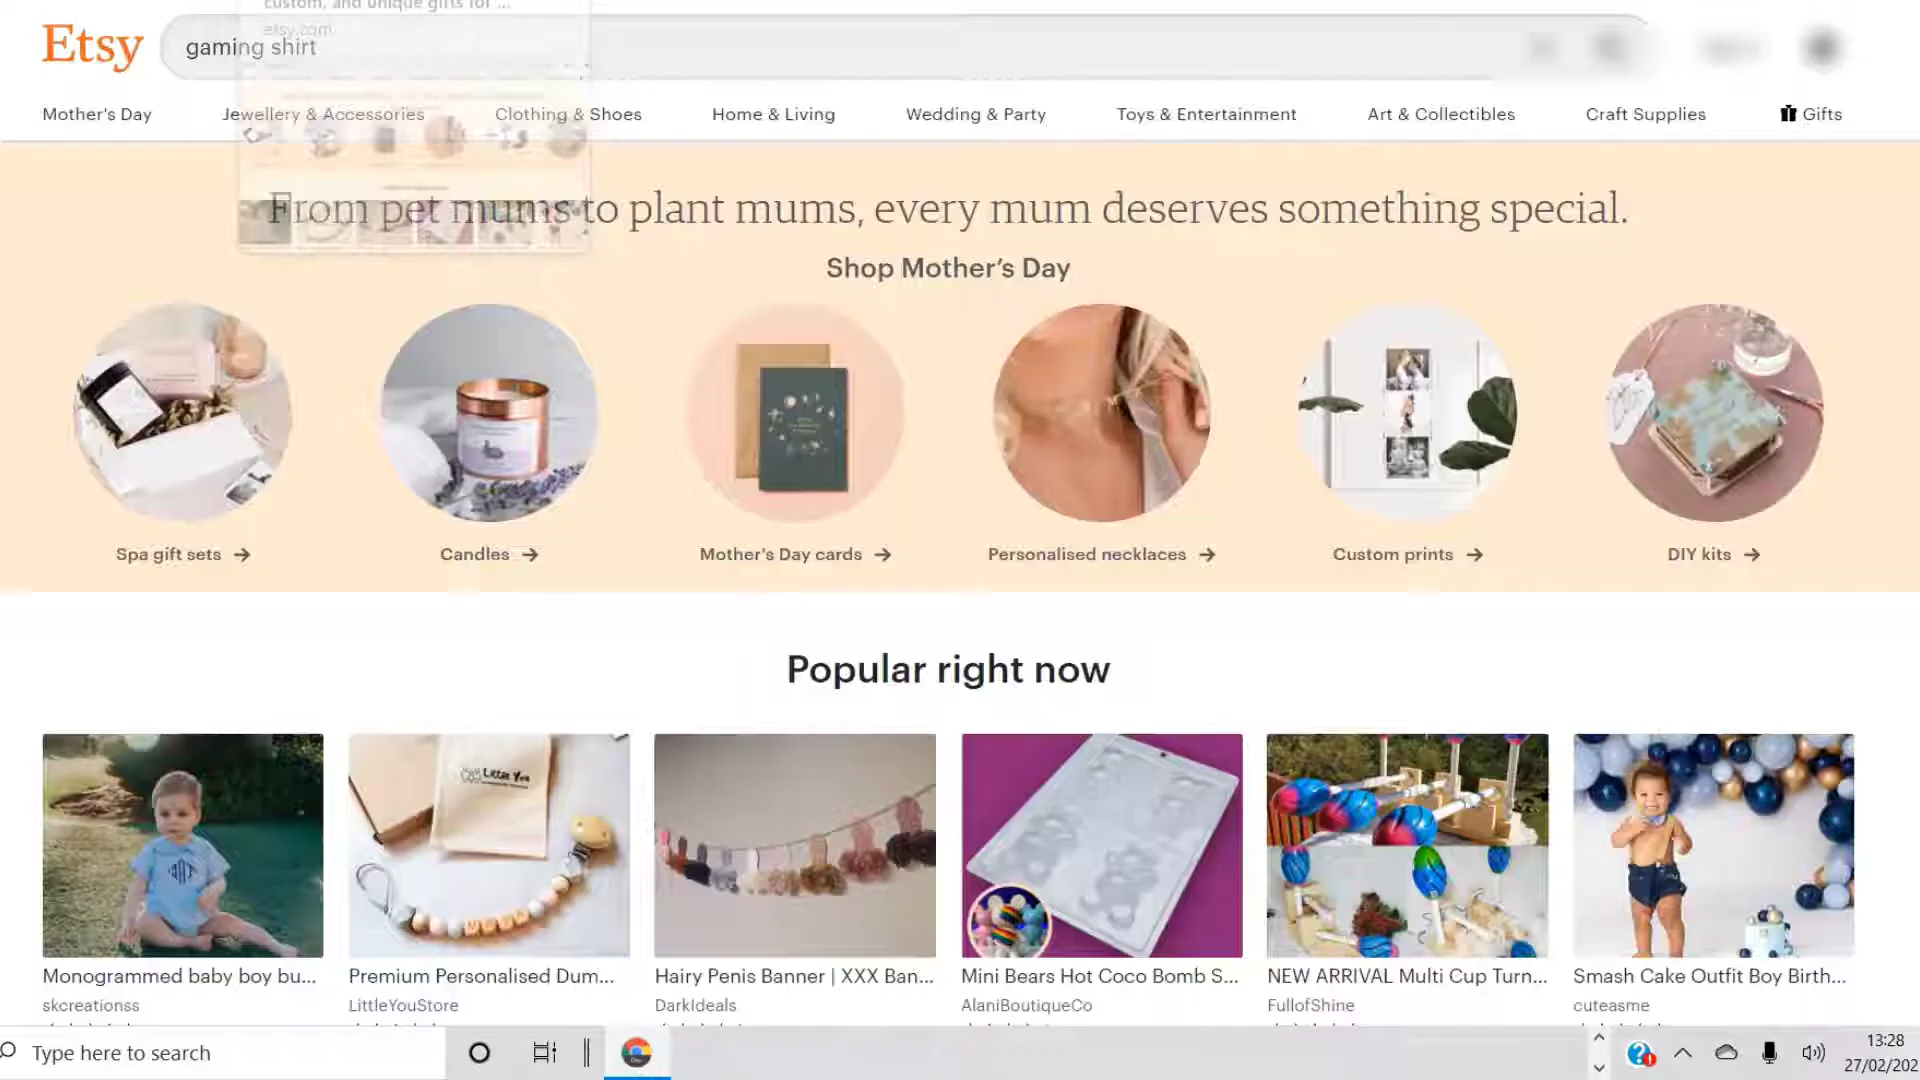 custom, and unique gifts for ...
etsy.com
Etsy
gaming shirt
Mother's Day
Jewellery & Accessories
Clothing & Shoes
Home & Living
Wedding & Party
Toys & Entertainment
Art & Collectibles
Craft Supplies
Gifts
From pet mums to plant mums, every mum deserves something special.
Shop Mother's Day
Spa gift sets →
Candles →
Mother's Day cards →
Personalised necklaces →
Custom prints →
DIY kits →
Popular right now
Little You
Monogrammed baby boy bu...
Premium Personalised Dum...
Hairy Penis Banner | XXX Ban...
Mini Bears Hot Coco Bomb S...
NEW ARRIVAL Multi Cup Turn...
Smash Cake Outfit Boy Birth...
skcreationss
LittleYouStore
DarkIdeals
AlaniBoutiqueCo
FullofShine
cuteasme
Type here to search
13:28
27/02/202